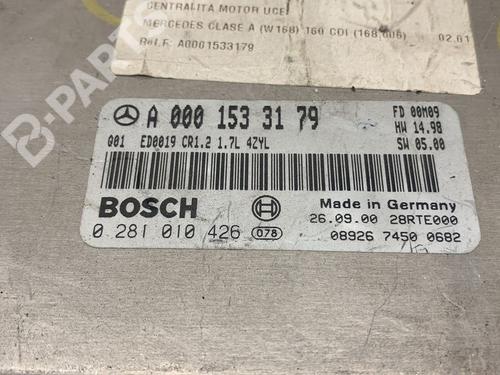 CENTRALITA MOTOR UCE
MERCEDES CLASE A (W168) 160 CDI (168.006) 02.01
Ref.F. A0001533179
A 000 153 31 79
FD 00M09
HW 14.98
SW 05.00
Q01 ED0019 CR1.2 1.7L 4ZYL
BOSCH
Made in Germany
26.09.00 28RTE000
0 281 010 426 078
08926 7450 0682
B-PARTS